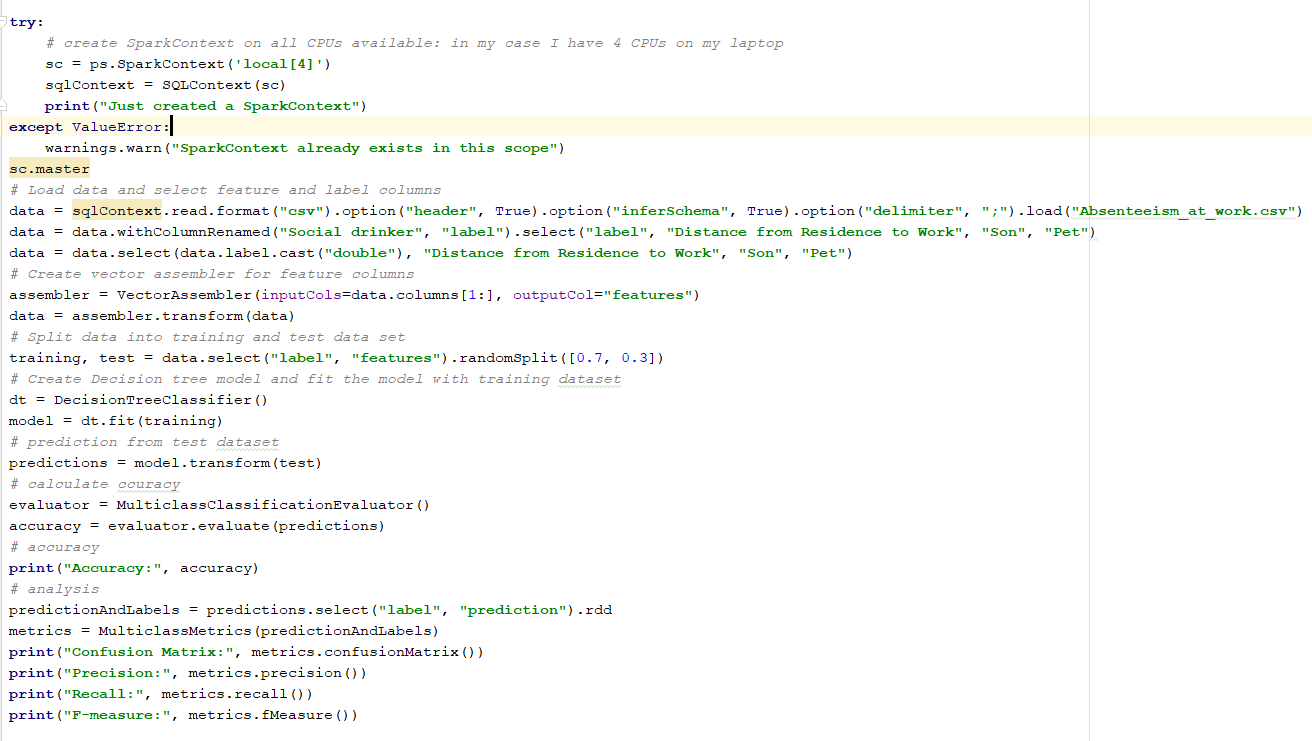 try:
    # create SparkContext on all CPUs available: in my case I have 4 CPUs on my laptop
    sc = ps.SparkContext('local[4]')
    sqlContext = SQLContext(sc)
    print("Just created a SparkContext")
except ValueError:
    warnings.warn("SparkContext already exists in this scope")
sc.master
# Load data and select feature and label columns
data = sqlContext.read.format("csv").option("header", True).option("inferSchema", True).option("delimiter", ";").load("Absenteeism_at_work.csv")
data = data.withColumnRenamed("Social drinker", "label").select("label", "Distance from Residence to Work", "Son", "Pet")
data = data.select(data.label.cast("double"), "Distance from Residence to Work", "Son", "Pet")
# Create vector assembler for feature columns
assembler = VectorAssembler(inputCols=data.columns[1:], outputCol="features")
data = assembler.transform(data)
# Split data into training and test data set
training, test = data.select("label", "features").randomSplit([0.7, 0.3])
# Create Decision tree model and fit the model with training dataset
dt = DecisionTreeClassifier()
model = dt.fit(training)
# prediction from test dataset
predictions = model.transform(test)
# calculate ccuracy
evaluator = MulticlassClassificationEvaluator()
accuracy = evaluator.evaluate(predictions)
# accuracy
print("Accuracy:", accuracy)
# analysis
predictionAndLabels = predictions.select("label", "prediction").rdd
metrics = MulticlassMetrics(predictionAndLabels)
print("Confusion Matrix:", metrics.confusionMatrix())
print("Precision:", metrics.precision())
print("Recall:", metrics.recall())
print("F-measure:", metrics.fMeasure())